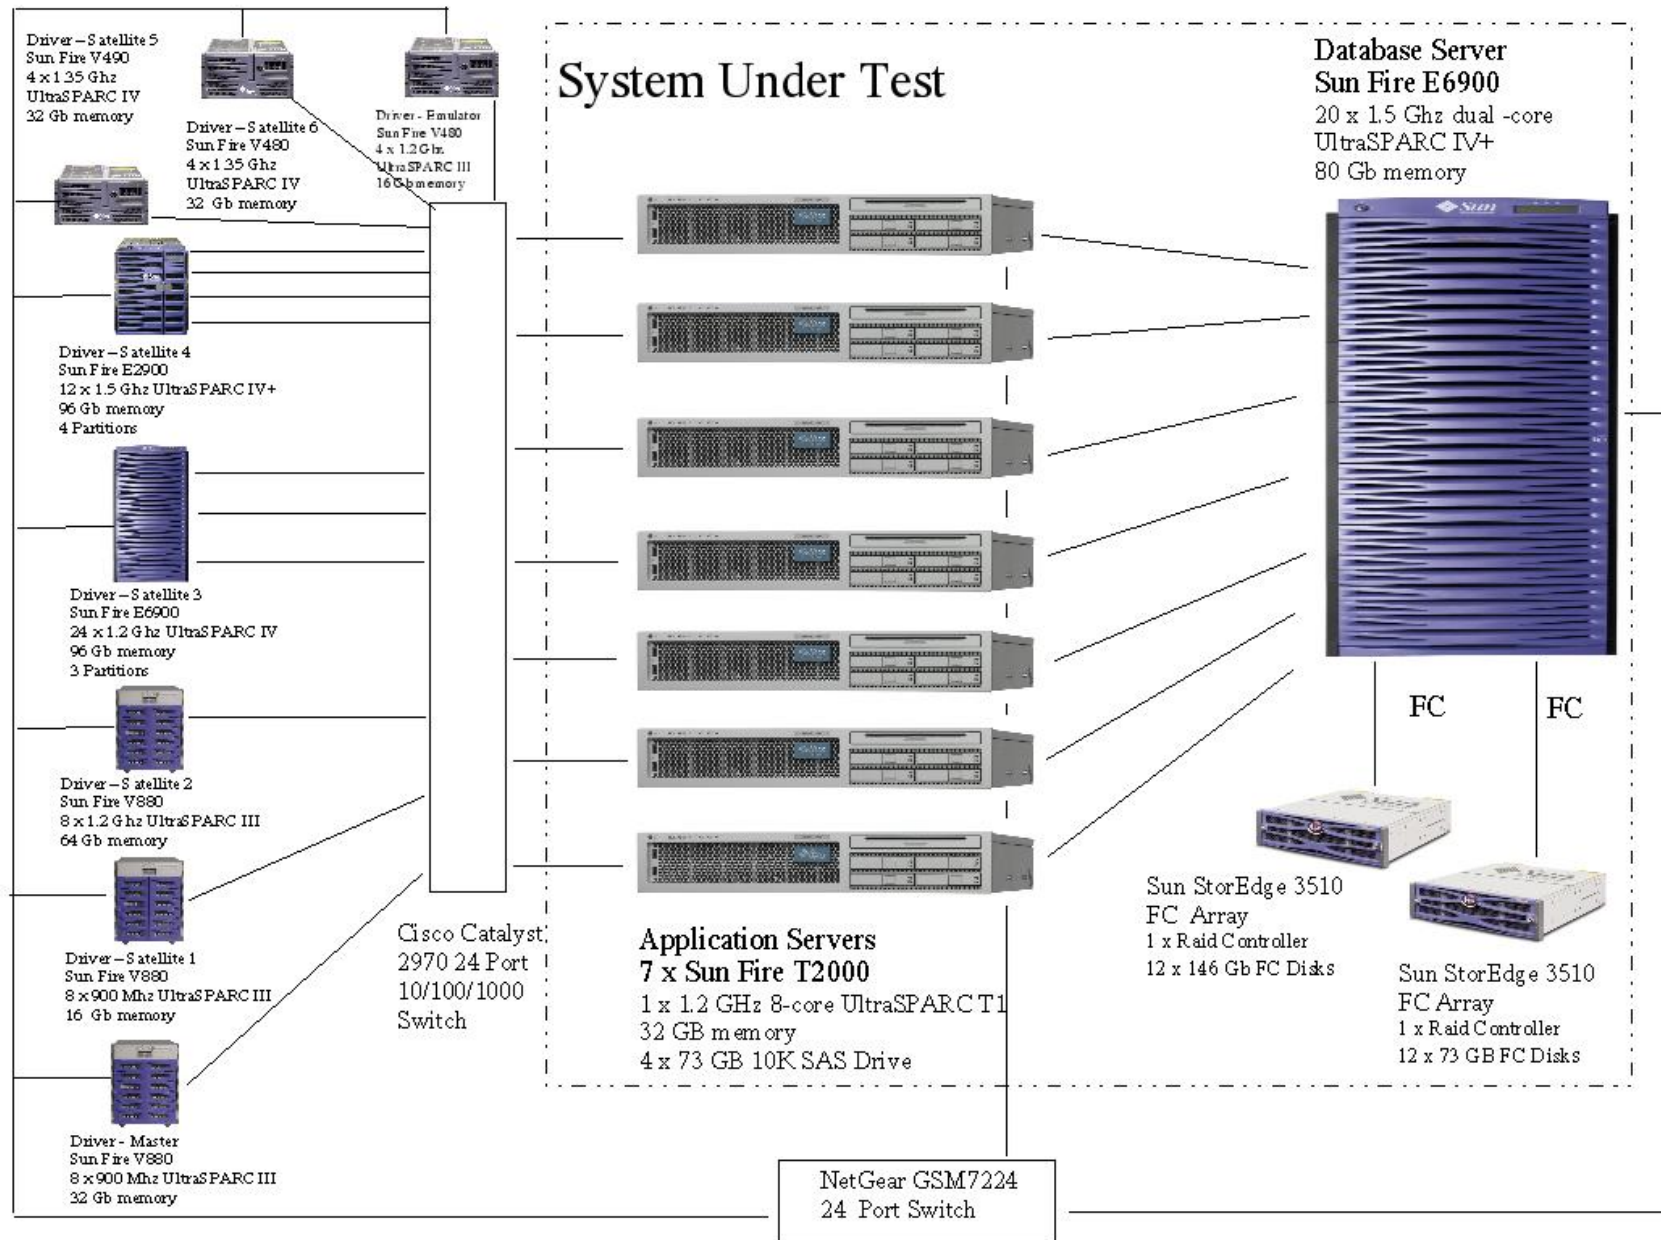 Driver – Satellite 5
Sun Fire V490
4 x 1.35 Ghz
UltraSPARC IV
32 Gb memory
Driver – Satellite 6
Sun Fire V480
4 x 1.35 Ghz
UltraSPARC IV
32 Gb memory
Driver - Emulator
Sun Fire V480
4 x 1.2Ghz
UltraSPARC III
16Gb memory
System Under Test
Database Server
Sun Fire E6900
20 x 1.5 Ghz dual -core
UltraSPARC IV+
80 Gb memory
Sun
Driver – Satellite 4
Sun Fire E2900
12 x 1.5 Ghz UltraSPARC IV+
96 Gb memory
4 Partitions
Driver – Satellite 3
Sun Fire E6900
24 x 1.2 Ghz UltraSPARC IV
96 Gb memory
3 Partitions
Driver – Satellite 2
Sun Fire V880
8 x 1.2 Ghz UltraSPARC III
64 Gb memory
Driver – Satellite 1
Sun Fire V880
8 x 900 Mhz UltraSPARC III
16 Gb memory
Driver - Master
Sun Fire V880
8 x 900 Mhz UltraSPARC III
32 Gb memory
Cisco Catalyst
2970 24 Port
10/100/1000
Switch
Application Servers
7 x Sun Fire T2000
1 x 1.2 GHz 8-core UltraSPARC T1
32 GB memory
4 x 73 GB 10K SAS Drive
FC
FC
Sun StorEdge 3510
FC Array
1 x Raid Controller
12 x 146 Gb FC Disks
Sun StorEdge 3510
FC Array
1 x Raid Controller
12 x 73 GB FC Disks
NetGear GSM7224
24 Port Switch